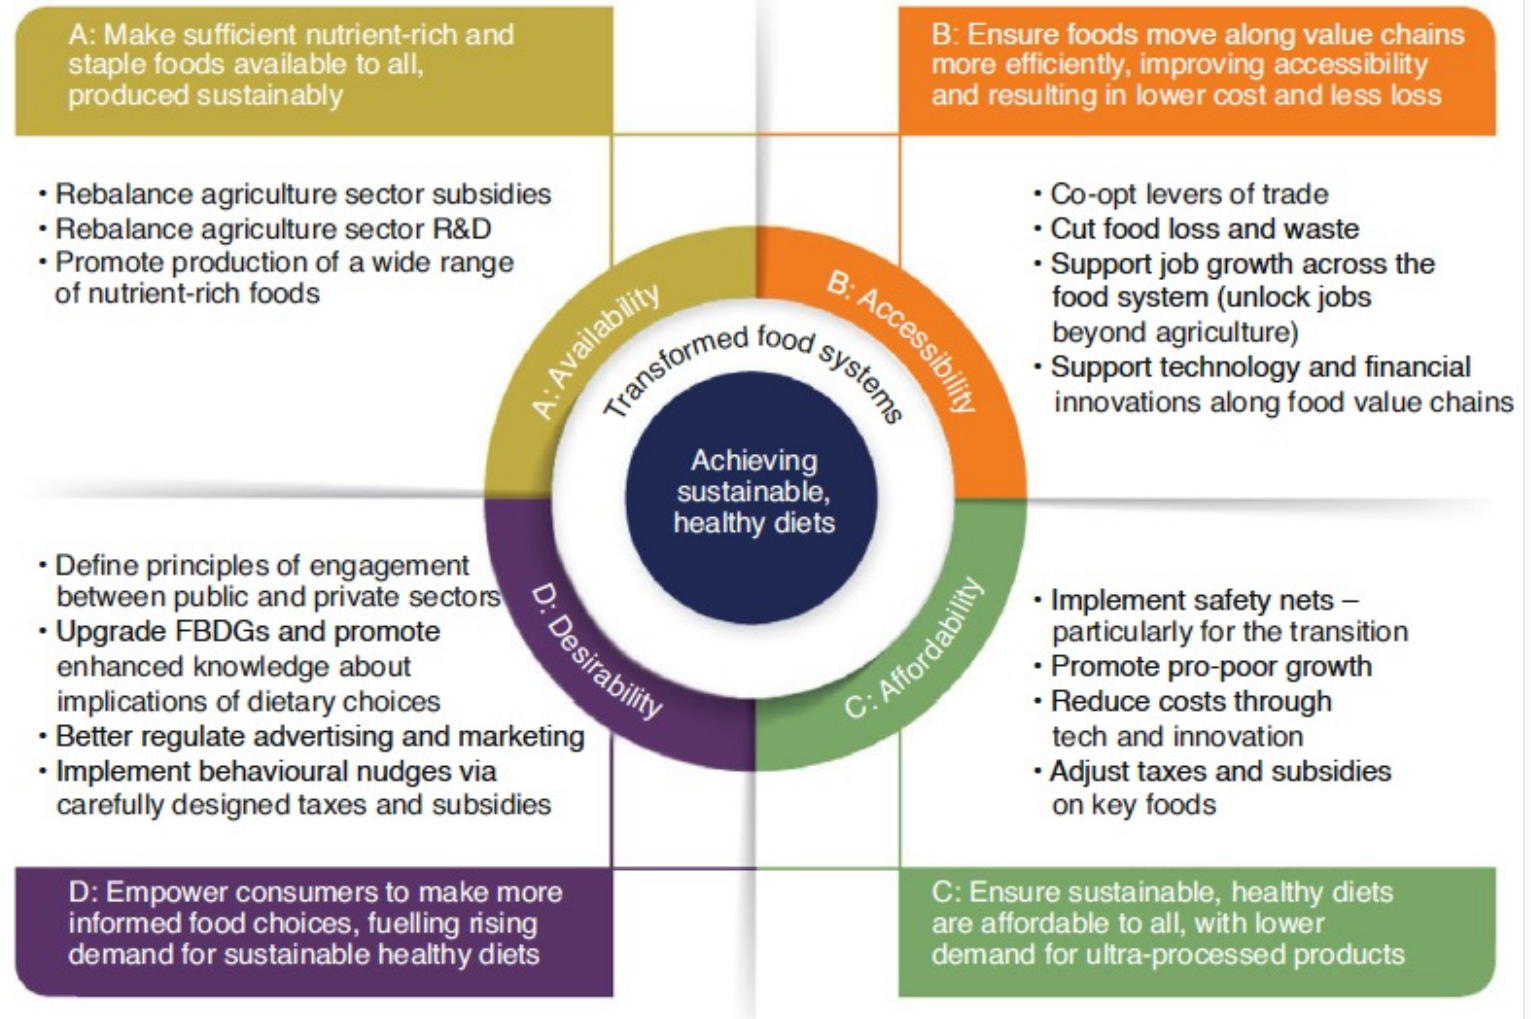 A: Make sufficient nutrient-rich and
staple foods available to all,
produced sustainably
B: Ensure foods move along value chains
more efficiently, improving accessibility
and resulting in lower cost and less loss
• Rebalance agriculture sector subsidies
• Rebalance agriculture sector R&D
• Promote production of a wide range
of nutrient-rich foods
• Co-opt levers of trade
• Cut food loss and waste
• Support job growth across the
food system (unlock jobs
beyond agriculture)
• Support technology and financial
innovations along food value chains
A: Availability
B: Accessibility
Transformed food systems
Achieving
sustainable,
healthy diets
D: Desirability
C: Affordability
• Define principles of engagement
between public and private sectors
• Upgrade FBDGs and promote
enhanced knowledge about
implications of dietary choices
• Better regulate advertising and marketing
• Implement behavioural nudges via
carefully designed taxes and subsidies
• Implement safety nets –
particularly for the transition
• Promote pro-poor growth
• Reduce costs through
tech and innovation
• Adjust taxes and subsidies
on key foods
D: Empower consumers to make more
informed food choices, fuelling rising
demand for sustainable healthy diets
C: Ensure sustainable, healthy diets
are affordable to all, with lower
demand for ultra-processed products